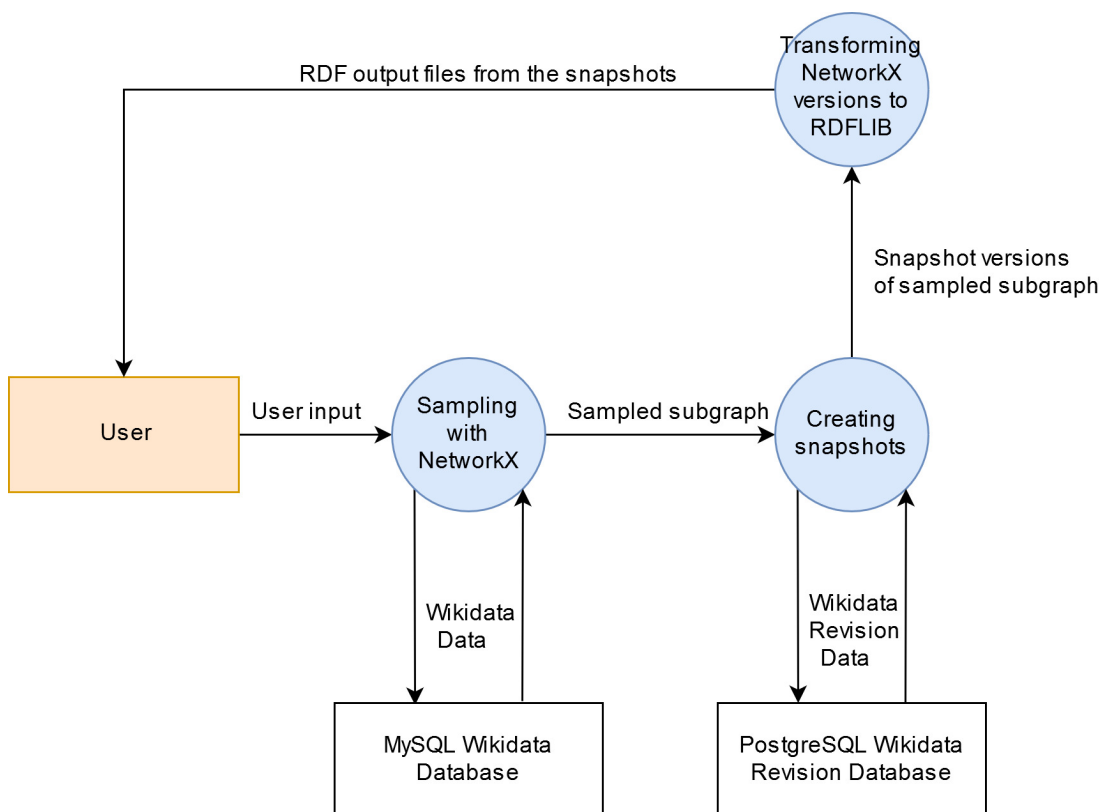 Transforming
NetworkX
versions to
RDFLIB
RDF output files from the snapshots
Snapshot versions
of sampled subgraph
User
User input
Sampling
with
NetworkX
Sampled subgraph
Creating
snapshots
Wikidata
Data
Wikidata
Revision
Data
MySQL Wikidata
Database
PostgreSQL Wikidata
Revision Database